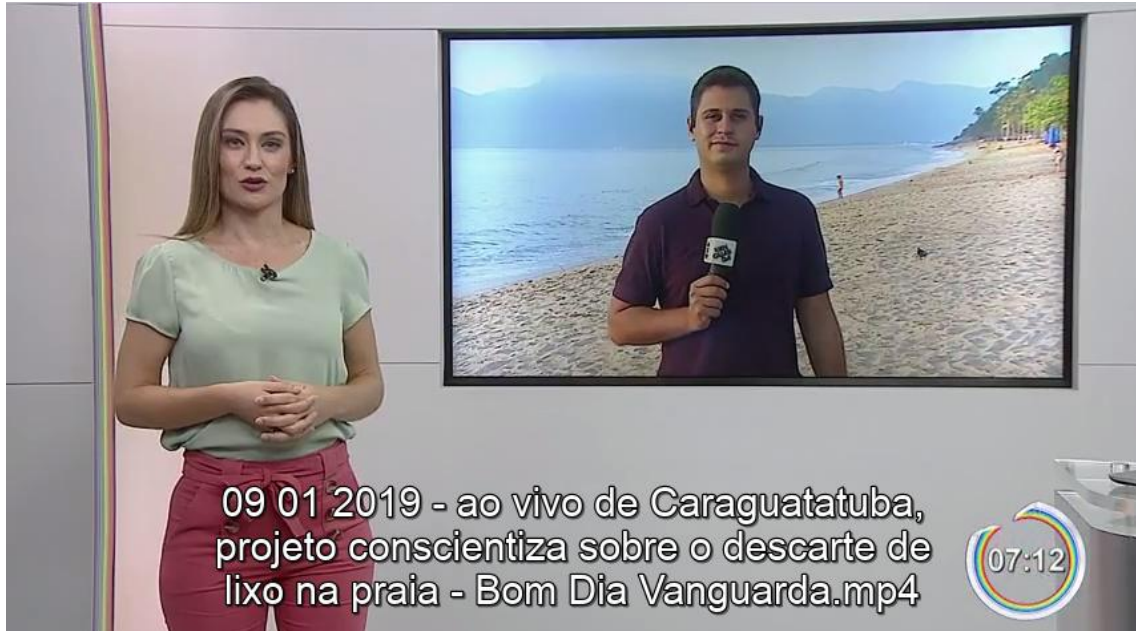 09 01 2019 - ao vivo de Caraguatatuba,
projeto conscientiza sobre o descarte de
lixo na praia - Bom Dia Vanguarda.mp4
07:12